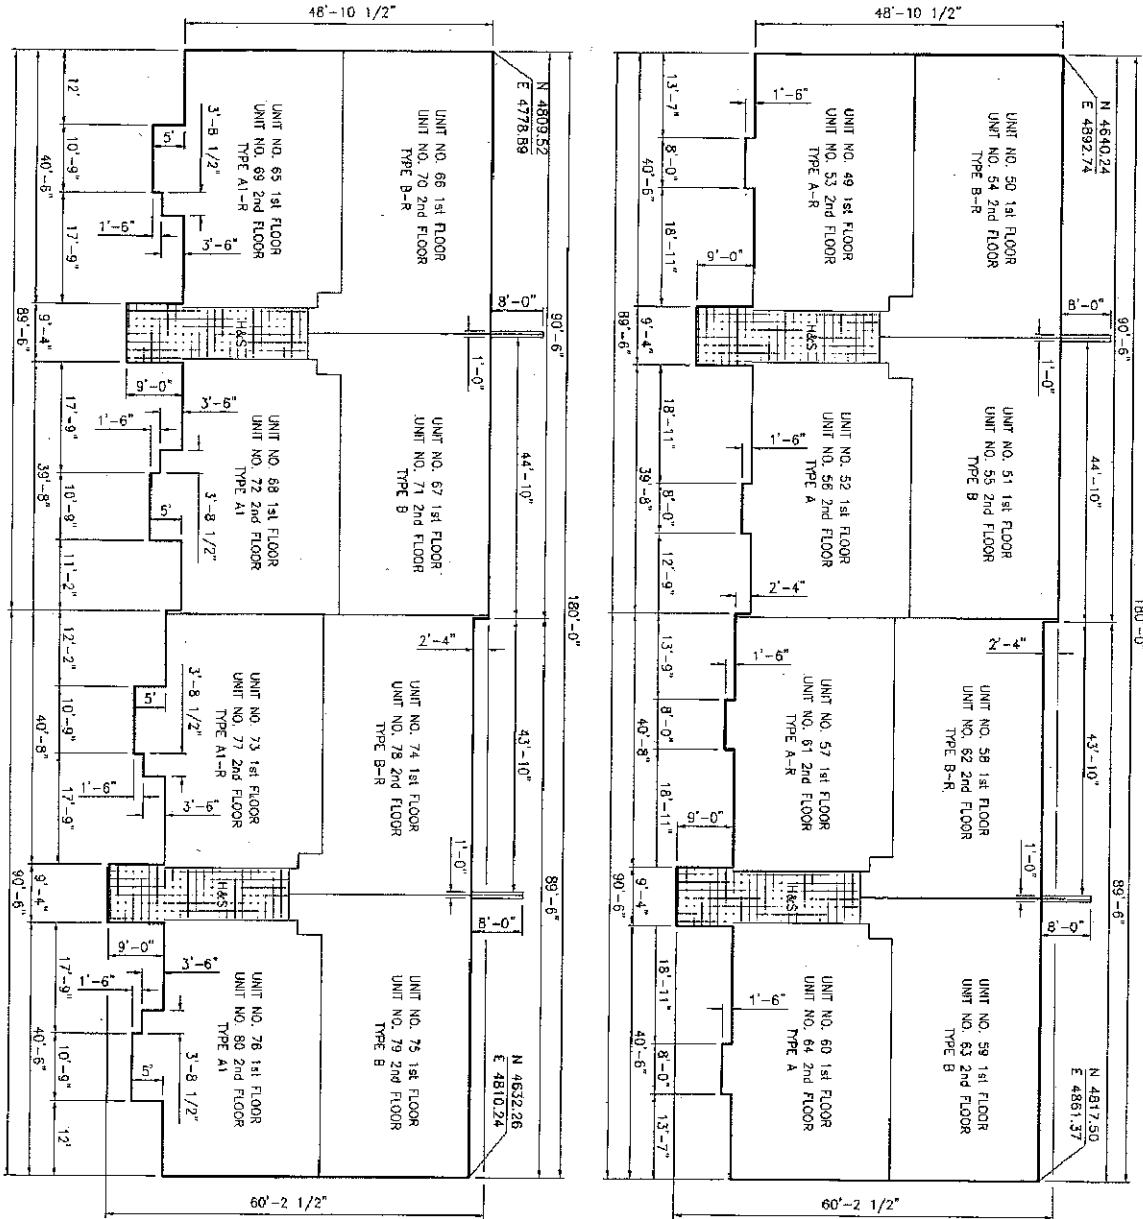 48'-10 1/2"
N 4809.52
E 4778.89
12'
10'-9"
17'-9"
40'-6"
5'
3'-8 1/2"
1'-6"
3'-6"
UNIT NO. 65 1st FLOOR
UNIT NO. 69 2nd FLOOR
TYPE A1-R
UNIT NO. 66 1st FLOOR
UNIT NO. 70 2nd FLOOR
TYPE B-R
8'-0"
90'-6"
89'-6"
9'-4"
H&S
1'-0"
9'-0"
3'-6"
1'-6"
17'-9"
39'-8"
10'-9"
5'
3'-8 1/2"
11'-2"
UNIT NO. 68 1st FLOOR
UNIT NO. 72 2nd FLOOR
TYPE A1
UNIT NO. 67 1st FLOOR
UNIT NO. 71 2nd FLOOR
TYPE B
44'-10"
180'-0"
2'-4"
12'-2"
10'-9"
17'-9"
40'-8"
5'
3'-8 1/2"
1'-6"
3'-6"
UNIT NO. 73 1st FLOOR
UNIT NO. 77 2nd FLOOR
TYPE A1-R
UNIT NO. 74 1st FLOOR
UNIT NO. 78 2nd FLOOR
TYPE B-R
43'-10"
1'-0"
89'-6"
8'-0"
90'-6"
9'-4"
H&S
9'-0"
3'-6"
1'-6"
17'-9"
10'-9"
40'-6"
5'
3'-8 1/2"
12'
UNIT NO. 76 1st FLOOR
UNIT NO. 80 2nd FLOOR
TYPE A1
UNIT NO. 75 1st FLOOR
UNIT NO. 79 2nd FLOOR
TYPE B
N 4632.26
E 4810.24
60'-2 1/2"
48'-10 1/2"
N 4640.24
E 4892.74
13'-7"
1'-6"
8'-0"
40'-6"
18'-11"
9'-0"
UNIT NO. 49 1st FLOOR
UNIT NO. 53 2nd FLOOR
TYPE A-R
UNIT NO. 50 1st FLOOR
UNIT NO. 54 2nd FLOOR
TYPE B-R
8'-0"
90'-6"
89'-6"
9'-4"
H&S
1'-0"
18'-11"
1'-6"
39'-8"
8'-0"
12'-9"
2'-4"
UNIT NO. 52 1st FLOOR
UNIT NO. 56 2nd FLOOR
TYPE A
UNIT NO. 51 1st FLOOR
UNIT NO. 55 2nd FLOOR
TYPE B
44'-10"
180'-0"
2'-4"
13'-9"
1'-6"
8'-0"
40'-8"
18'-11"
9'-0"
UNIT NO. 57 1st FLOOR
UNIT NO. 61 2nd FLOOR
TYPE A-R
UNIT NO. 58 1st FLOOR
UNIT NO. 62 2nd FLOOR
TYPE B-R
43'-10"
1'-0"
89'-6"
8'-0"
90'-6"
9'-4"
H&S
18'-11"
1'-6"
8'-0"
40'-6"
13'-7"
UNIT NO. 60 1st FLOOR
UNIT NO. 64 2nd FLOOR
TYPE A
UNIT NO. 59 1st FLOOR
UNIT NO. 63 2nd FLOOR
TYPE B
N 4817.50
E 4861.37
60'-2 1/2"